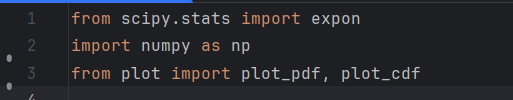 1 from scipy.stats import expon
2 import numpy as np
3 from plot import plot_pdf, plot_cdf
4